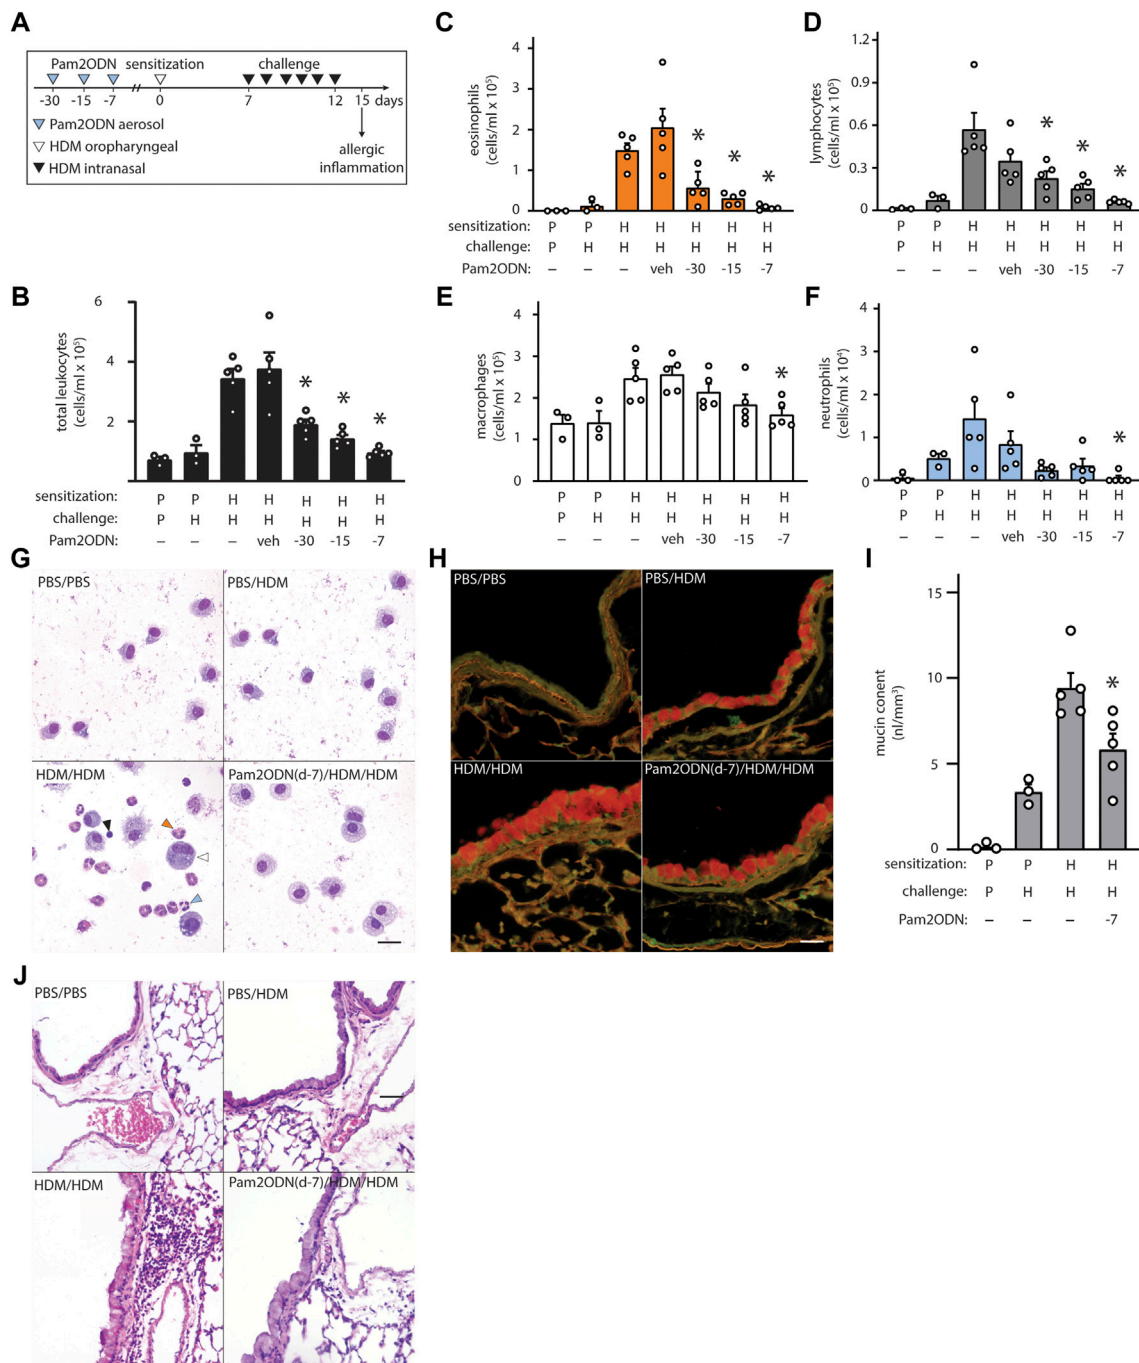 A
Pam2ODN sensitization challenge
-30 -15 -7 0 7 12 15 days
Pam2ODN aerosol
HDM oropharyngeal
HDM intranasal
allergic
inflammation
B
total leukocytes
(cells/ml x 10⁵)
6
4
2
sensitization: P P H H H H H
challenge: P H H H H H H
Pam2ODN: – – – veh -30 -15 -7
* * *
C
eosinophils
(cells/ml x 10⁵)
4
3
2
1
0
* * *
sensitization: P P H H H H H
challenge: P H H H H H H
Pam2ODN: – – – veh -30 -15 -7
D
lymphocytes
(cells/ml x 10⁵)
1.2
0.9
0.6
0.3
0
* * *
P P H H H H H
P H H H H H H
– – – veh -30 -15 -7
E
macrophages
(cells/ml x 10⁵)
4
3
2
1
0
*
P P H H H H H
P H H H H H H
– – – veh -30 -15 -7
F
neutrophils
(cells/ml x 10⁴)
4
3
2
1
0
*
P P H H H H H
P H H H H H H
– – – veh -30 -15 -7
G
PBS/PBS
PBS/HDM
HDM/HDM
Pam2ODN(d-7)/HDM/HDM
H
PBS/PBS
PBS/HDM
HDM/HDM
Pam2ODN(d-7)/HDM/HDM
I
mucin conent
(nl/mm³)
15
10
5
0
*
sensitization: P P H H
challenge: P H H H
Pam2ODN: – – – -7
J
PBS/PBS
PBS/HDM
HDM/HDM
Pam2ODN(d-7)/HDM/HDM